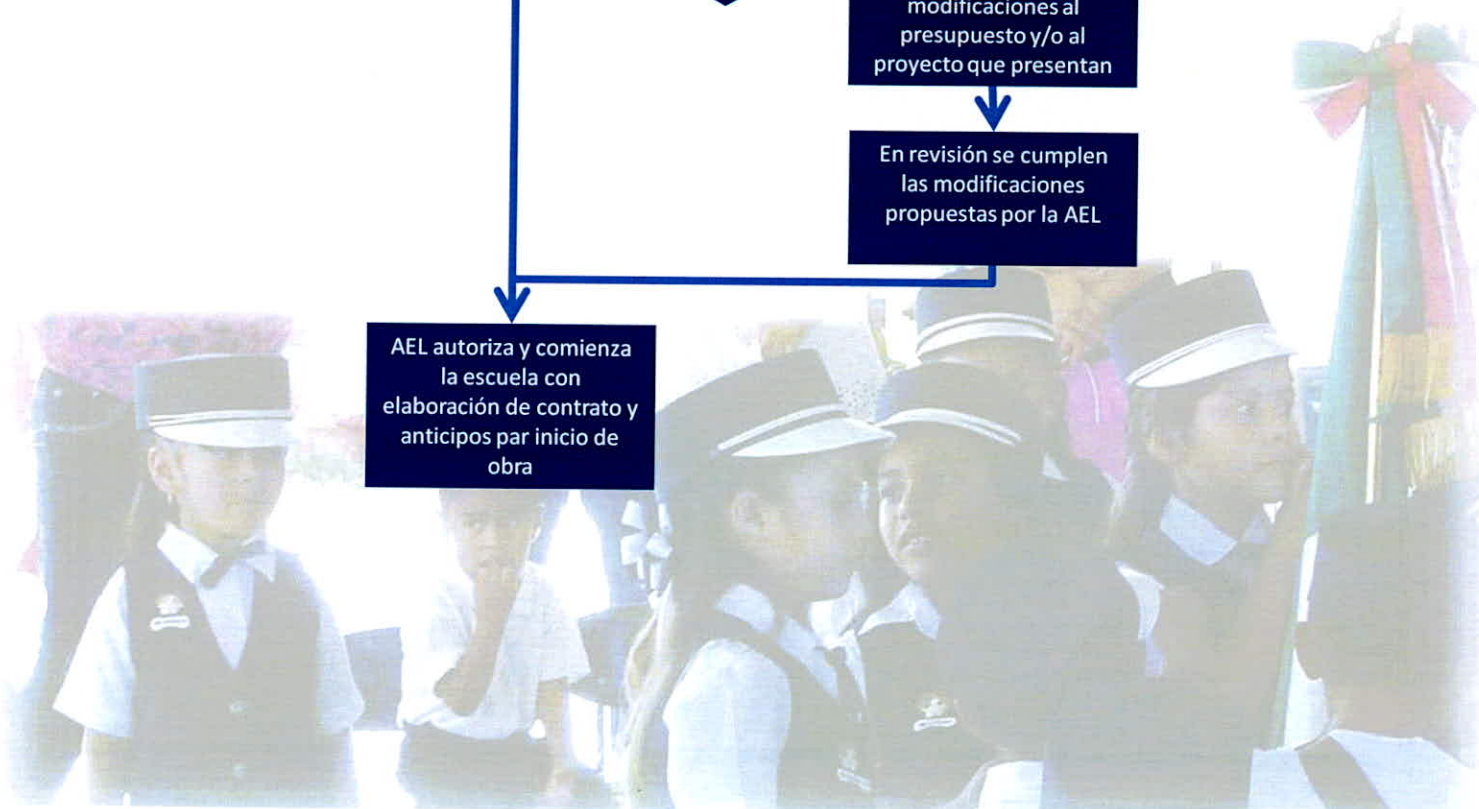 modificaciones al
presupuesto y/o al
proyecto que presentan
En revisión se cumplen
las modificaciones
propuestas por la AEL
AEL autoriza y comienza
la escuela con
elaboración de contrato y
anticipos par inicio de
obra